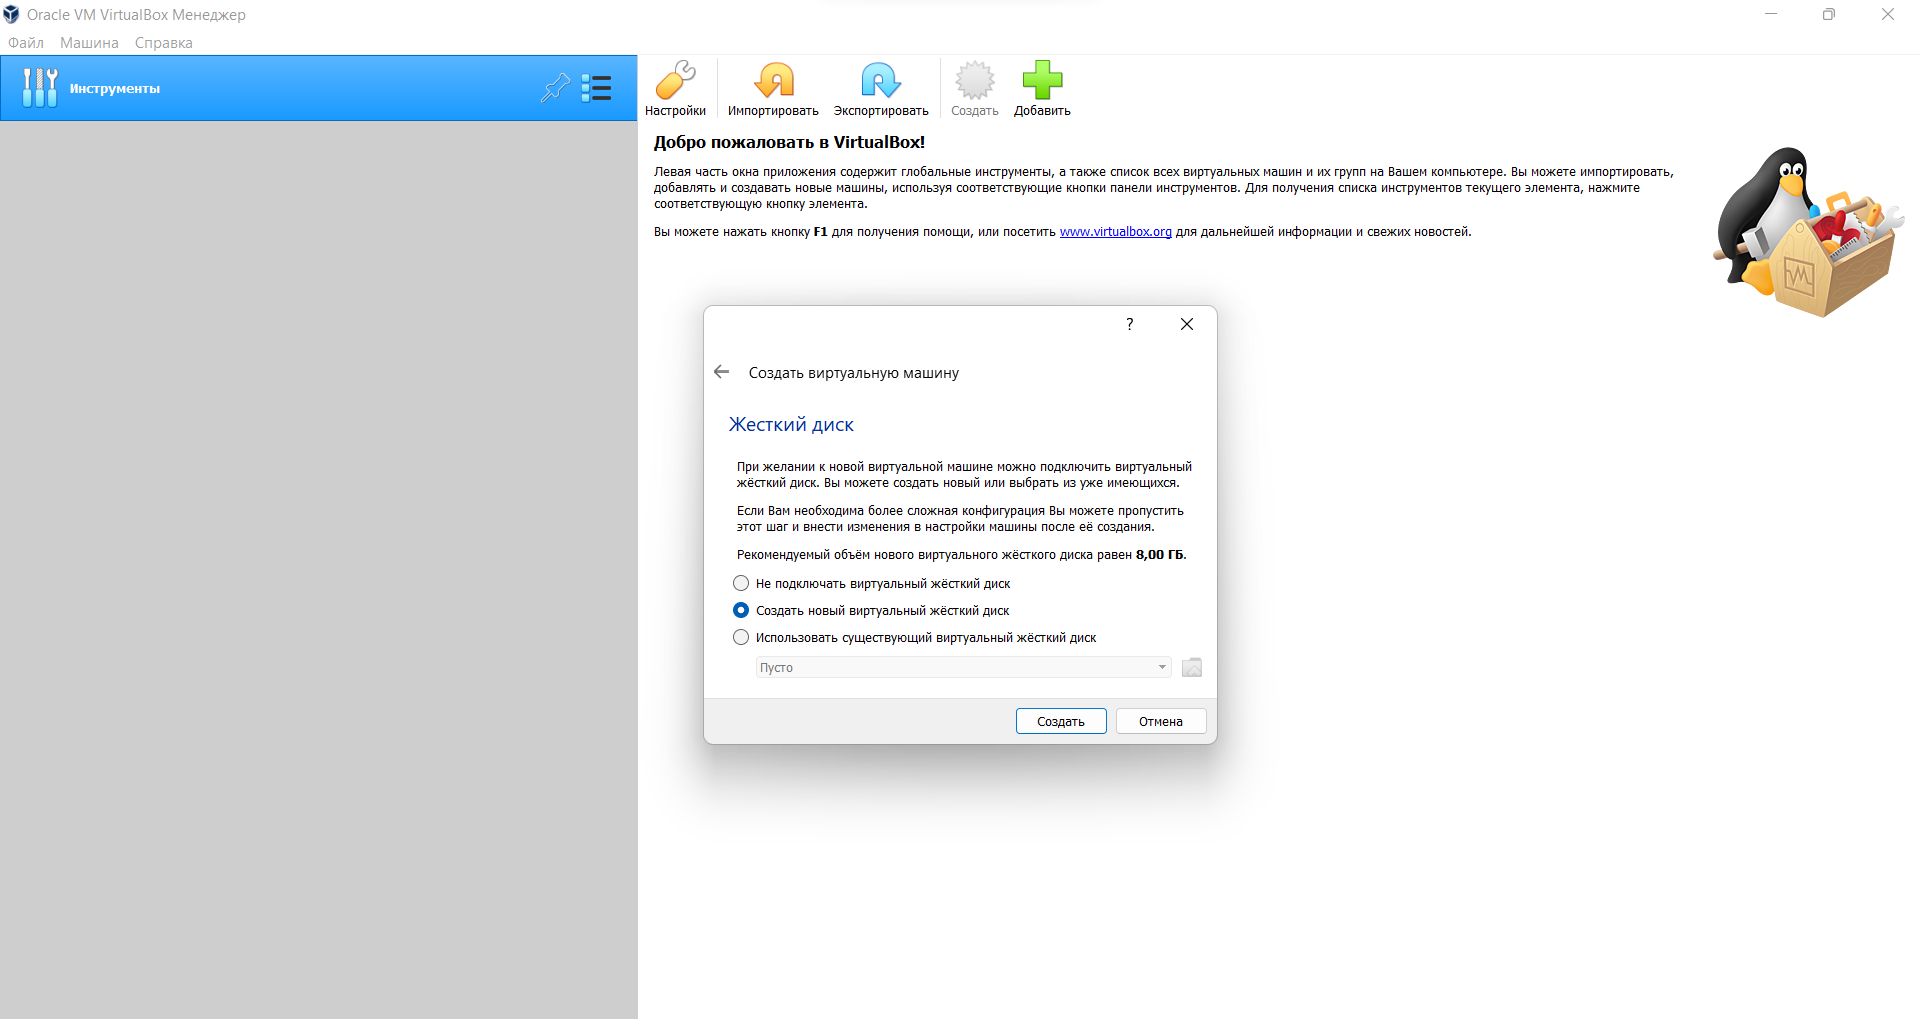 Oracle VM VirtualBox Менеджер
Файл Машина Справка
Инструменты
Настройки Импортировать Экспортировать Создать Добавить
Добро пожаловать в VirtualBox!
Левая часть окна приложения содержит глобальные инструменты, а также список всех виртуальных машин и их групп на Вашем компьютере. Вы можете импортировать,
добавлять и создавать новые машины, используя соответствующие кнопки панели инструментов. Для получения списка инструментов текущего элемента, нажмите
соответствующую кнопку элемента.
Вы можете нажать кнопку F1 для получения помощи, или посетить www.virtualbox.org для дальнейшей информации и свежих новостей.
?
Создать виртуальную машину
Жесткий диск
При желании к новой виртуальной машине можно подключить виртуальный
жёсткий диск. Вы можете создать новый или выбрать из уже имеющихся.
Если Вам необходима более сложная конфигурация Вы можете пропустить
этот шаг и внести изменения в настройки машины после её создания.
Рекомендуемый объём нового виртуального жёсткого диска равен 8,00 ГБ.
Не подключать виртуальный жёсткий диск
Создать новый виртуальный жёсткий диск
Использовать существующий виртуальный жёсткий диск
Пусто
Создать Отмена